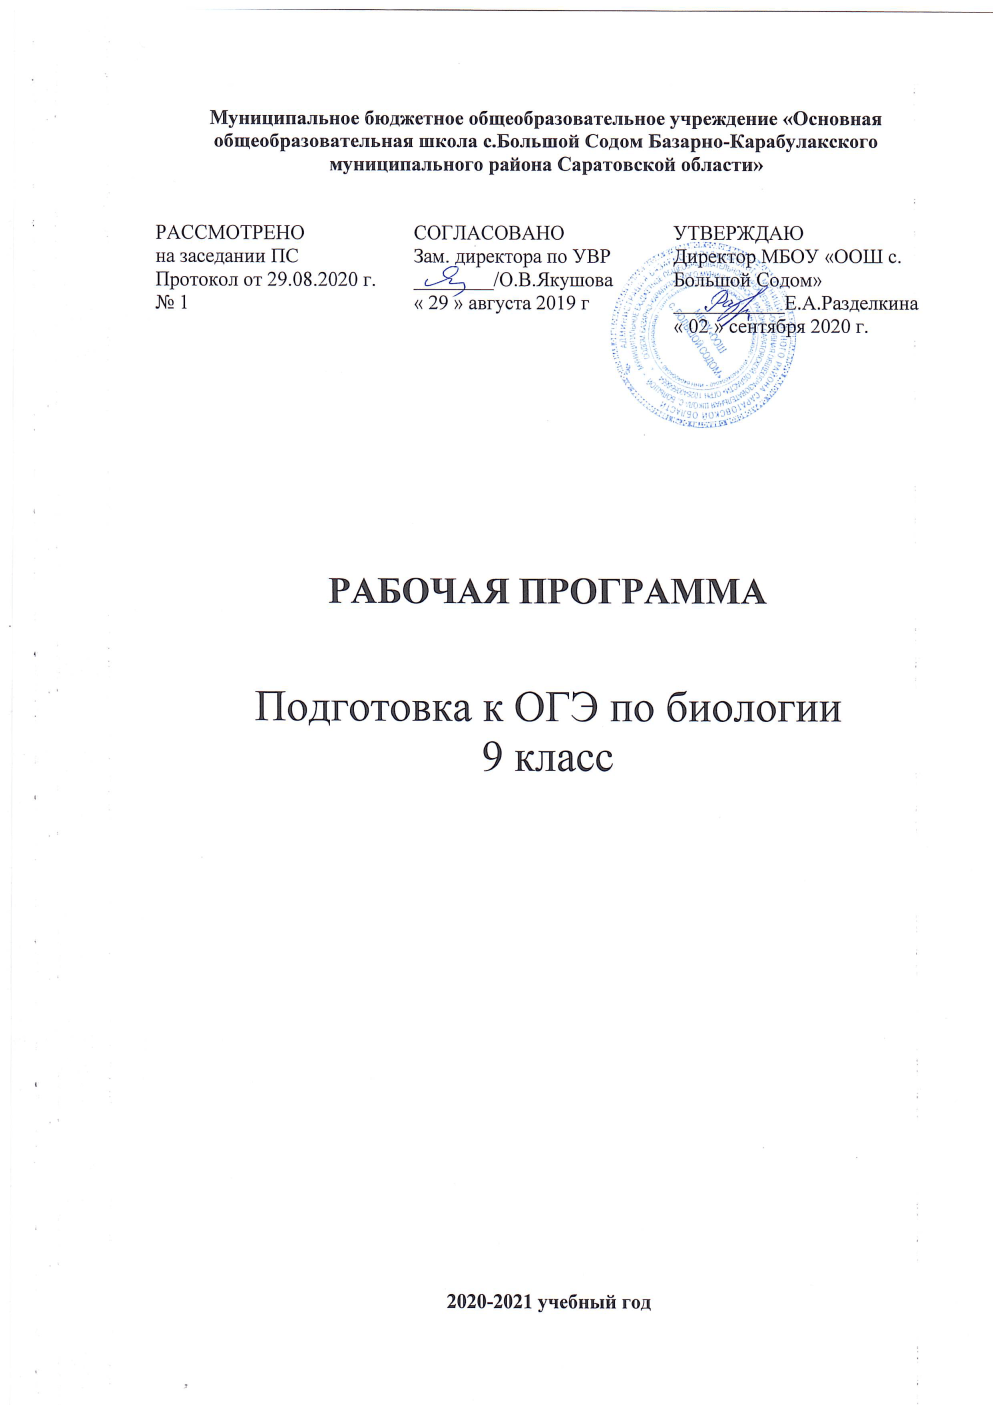 Муниципальное бюджетное общеобразовательное учреждение «Основная
общеобразовательная школа с.Большой Содом Базарно-Карабулакского
муниципального района Саратовской области»
РАССМОТРЕНО
на заседании ПС
Протокол от 29.08.2020 г.
№ 1
СОГЛАСОВАНО
Зам. директора по УВР
________/О.В.Якушова
« 29 » августа 2019 г
УТВЕРЖДАЮ
Директор МБОУ «ООШ с.
Большой Содом»
___________Е.А.Разделкина
« 02 » сентября 2020 г.
РАБОЧАЯ ПРОГРАММА
Подготовка к ОГЭ по биологии
9 класс
2020-2021 учебный год